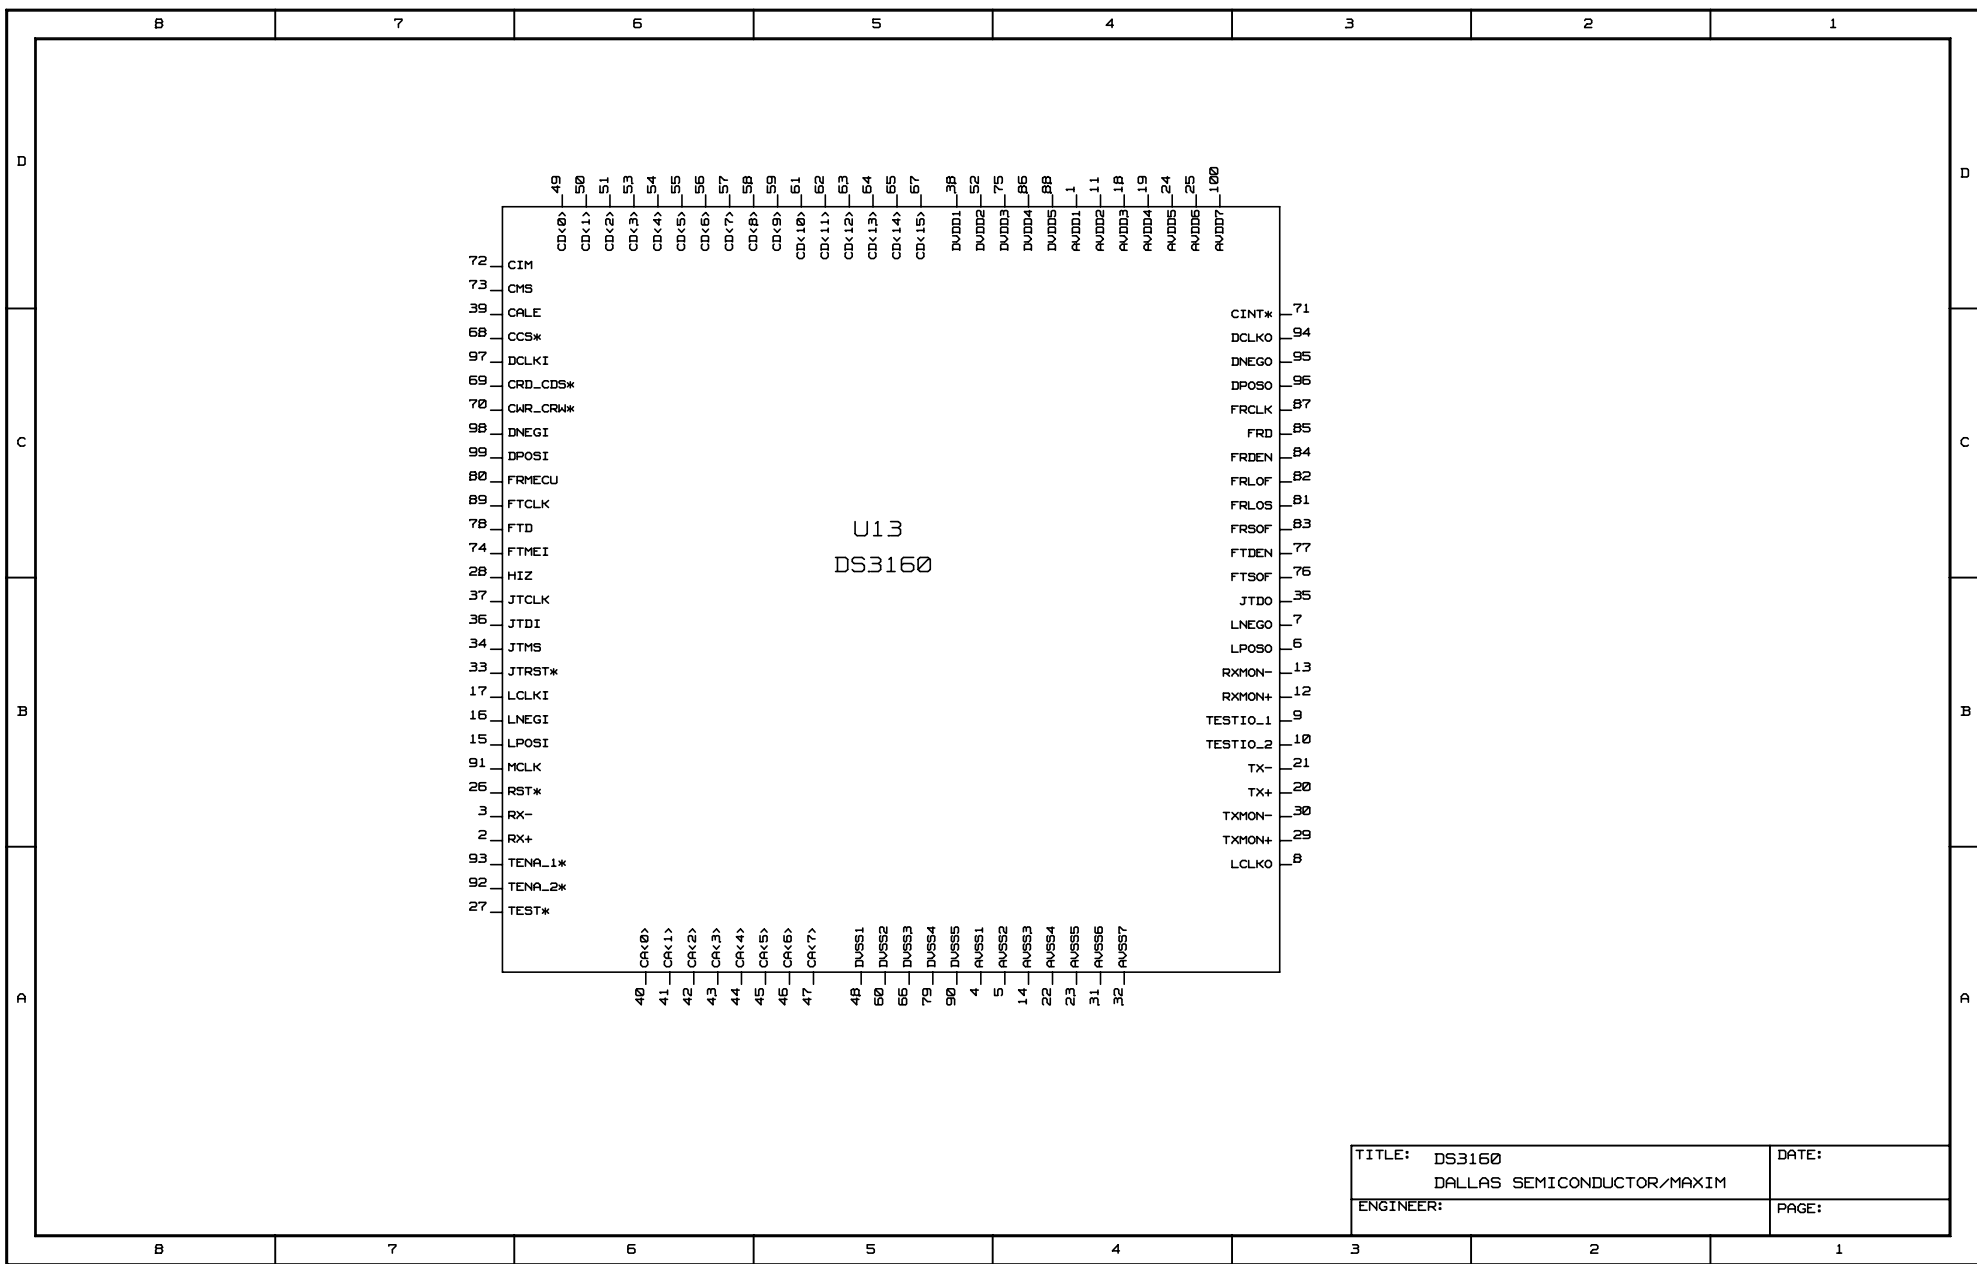 8 7 6 5 4 3 2 1
D D
49 50 51 53 54 55 56 57 58 59 61 62 63 64 65 67 38 52 75 86 88 1 11 18 19 24 25 100
CD<0> CD<1> CD<2> CD<3> CD<4> CD<5> CD<6> CD<7> CD<8> CD<9> CD<10> CD<11> CD<12> CD<13> CD<14> CD<15> DVDD1 DVDD2 DVDD3 DVDD4 DVDD5 AVDD1 AVDD2 AVDD3 AVDD4 AVDD5 AVDD6 AVDD7
72 CIM
73 CMS
39 CALE
68 CCS*
97 DCLKI
69 CRD_CDS*
70 CWR_CRW*
98 DNEGI
99 DPOSI
80 FRMECU
89 FTCLK
78 FTD
74 FTMEI
28 HIZ
37 JTCLK
36 JTDI
34 JTMS
33 JTRST*
17 LCLKI
16 LNEGI
15 LPOSI
91 MCLK
26 RST*
3 RX-
2 RX+
93 TENA_1*
92 TENA_2*
27 TEST*
U13
DS3160
CINT* 71
DCLKO 94
DNEGO 95
DPOSO 96
FRCLK 87
FRD 85
FRDEN 84
FRLOF 82
FRLOS 81
FRSOF 83
FTDEN 77
FTSOF 76
JTDO 35
LNEGO 7
LPOSO 6
RXMON- 13
RXMON+ 12
TESTIO_1 9
TESTIO_2 10
TX- 21
TX+ 20
TXMON- 30
TXMON+ 29
LCLKO 8
C C
B B
CA<0> CA<1> CA<2> CA<3> CA<4> CA<5> CA<6> CA<7> DVSS1 DVSS2 DVSS3 DVSS4 DVSS5 AVSS1 AVSS2 AVSS3 AVSS4 AVSS5 AVSS6 AVSS7
40 41 42 43 44 45 46 47 48 60 66 79 90 4 5 14 22 23 31 32
A A
TITLE: DS3160
DALLAS SEMICONDUCTOR/MAXIM
DATE:
ENGINEER:
PAGE:
8 7 6 5 4 3 2 1